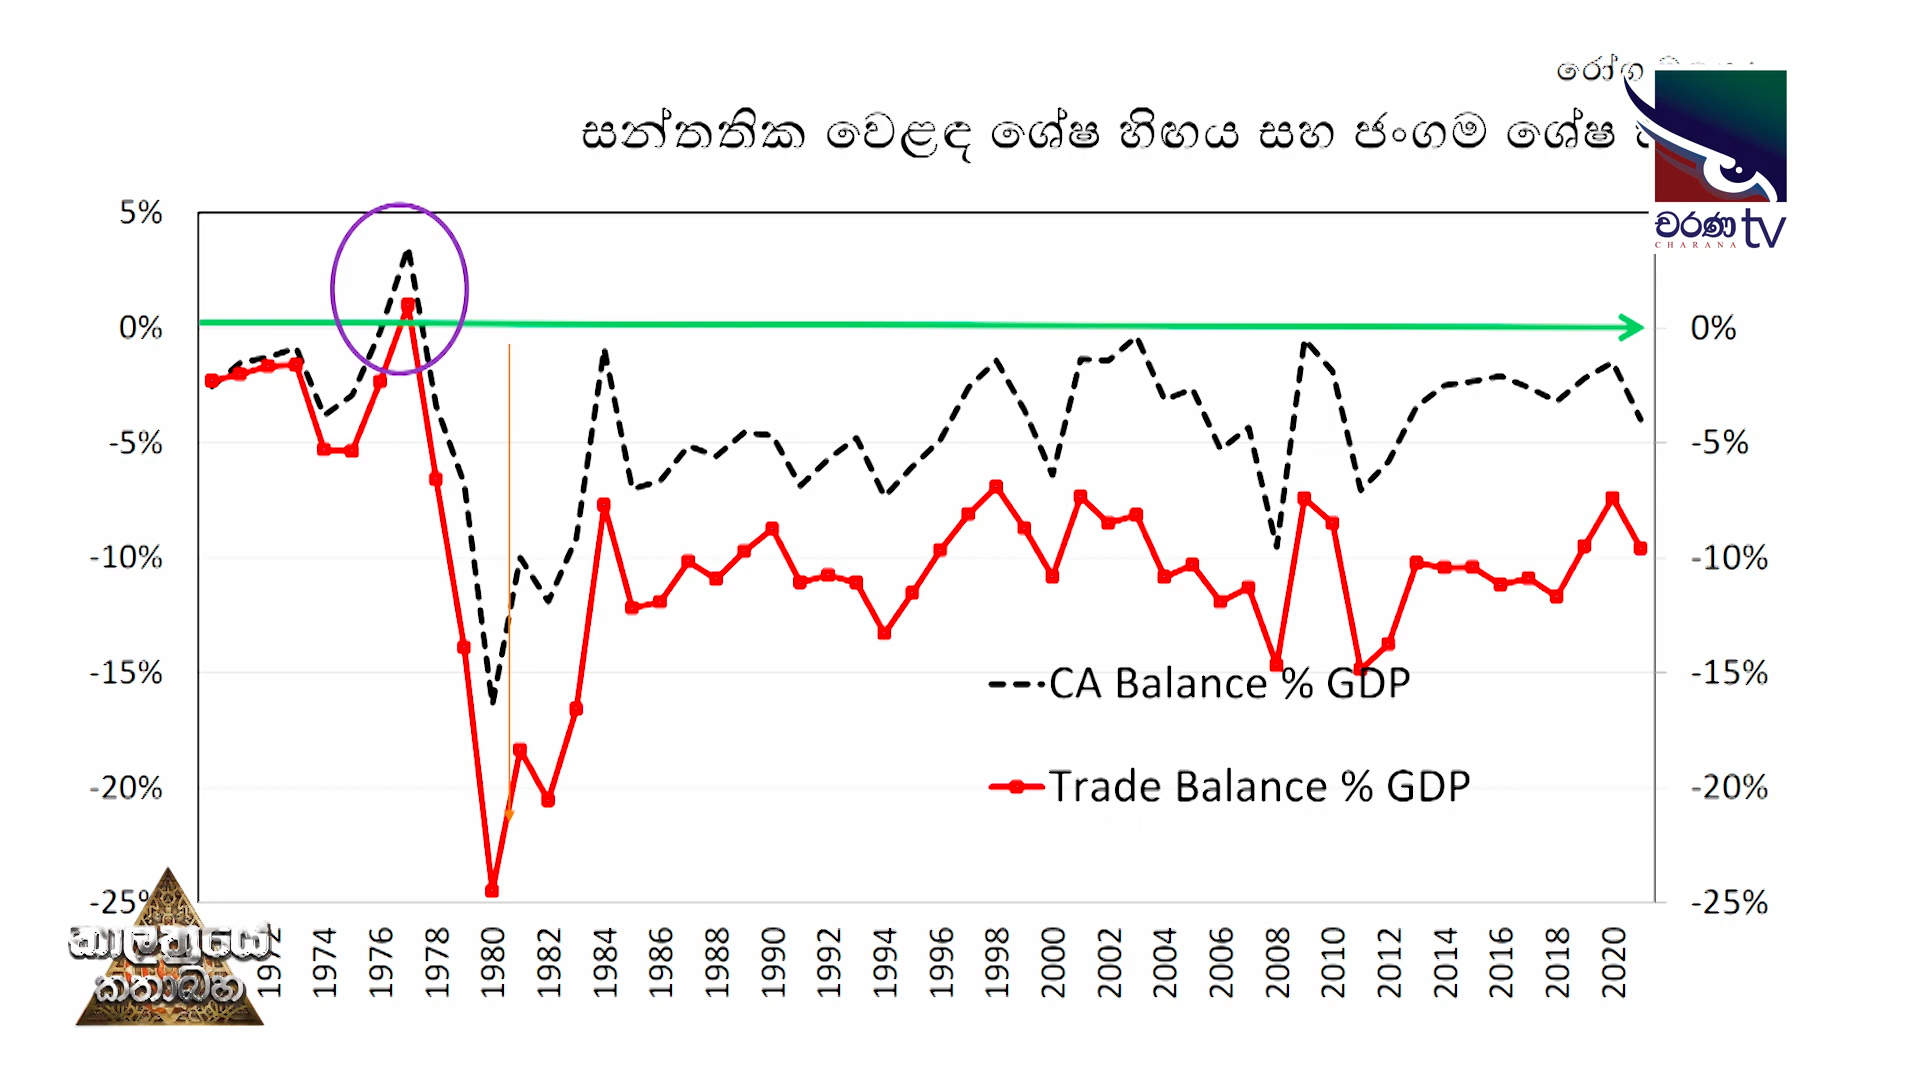 රෝග
සන්තතික වෙළඳ ශේෂ හිඟය සහ ජංගම ශේෂ
චරණ tv
CHARANA
5%
0% 0%
-5% -5%
-10% -10%
-15% -15%
CA Balance % GDP
-20% -20%
Trade Balance % GDP
-25% -25%
1974 1976 1978 1980 1982 1984 1986 1988 1990 1992 1994 1996 1998 2000 2002 2004 2006 2008 2010 2012 2014 2016 2018 2020
කාලත්‍රයේ
කතාබහ